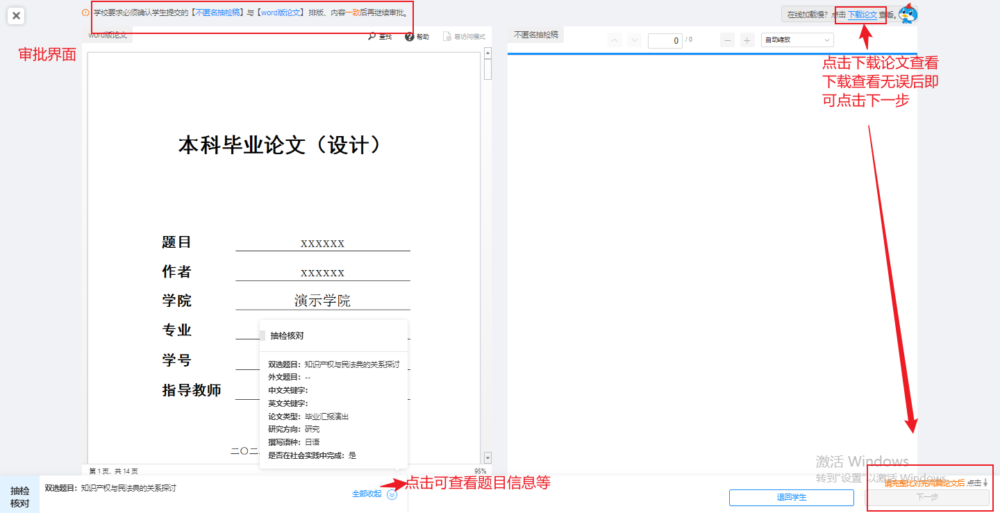 学校要求必须确认学生提交的【不匿名抽检稿】与【word版论文】 排版、内容一致后再继续审批。
在线加载慢？点击 下载论文 查看。
审批界面
word版论文
查找
帮助
易访问模式
不匿名抽检稿
0 / 0
自动缩放
点击下载论文查看
下载查看无误后即
可点击下一步
本科毕业论文（设计）
题目 xxxxxx
作者 xxxxxx
学院 演示学院
专业
学号
指导教师
二〇二
抽检核对
双选题目：知识产权与民法典的关系探讨
外文题目：--
中文关键字：
英文关键字：
论文类型：毕业汇报演出
研究方向：研究
撰写语种：日语
是否在社会实践中完成：是
第 1 页，共 14 页
95%
激活 Windows
转到“设置”以激活 Windows。
抽检
核对
双选题目：知识产权与民法典的关系探讨
全部收起
点击可查看题目信息等
请完整比对完两篇论文后 点击
退回学生
下一步